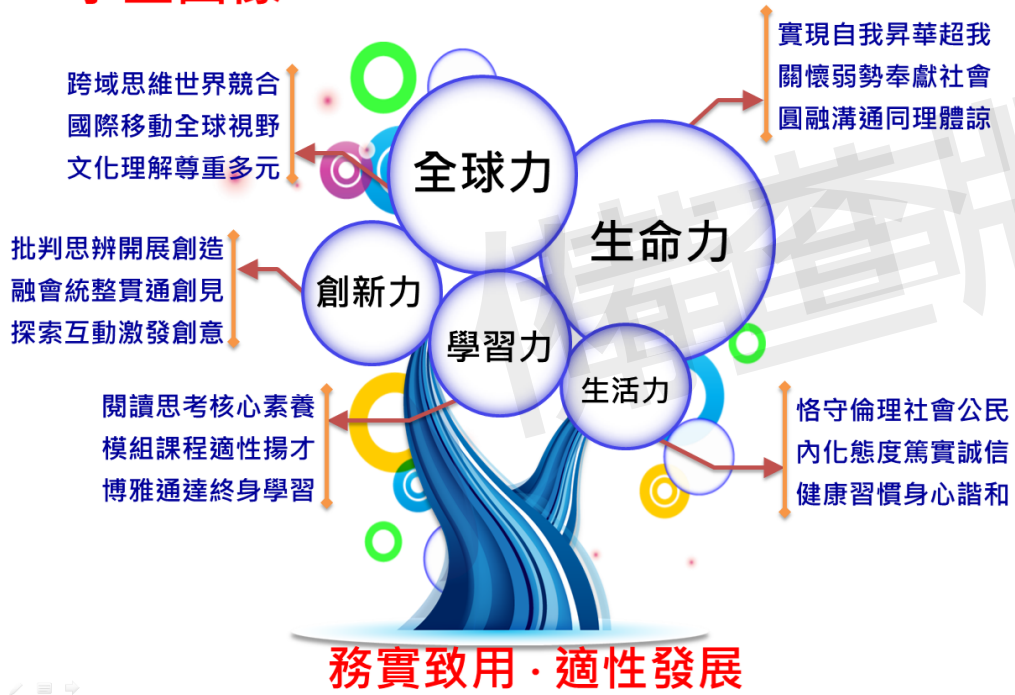 學生圖像
跨域思維世界競合
國際移動全球視野
文化理解尊重多元
全球力
實現自我昇華超我
關懷弱勢奉獻社會
圓融溝通同理體諒
生命力
批判思辨開展創造
融會統整貫通創見
探索互動激發創意
創新力
學習力
生活力
閱讀思考核心素養
模組課程適性揚才
博雅通達終身學習
恪守倫理社會公民
內化態度篤實誠信
健康習慣身心諧和
備查版
務實致用·適性發展